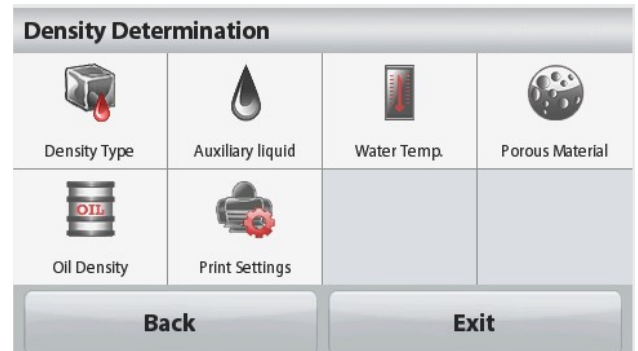 Density Determination
Density Type
Auxiliary liquid
Water Temp.
Porous Material
OIL
Oil Density
Print Settings
Back
Exit